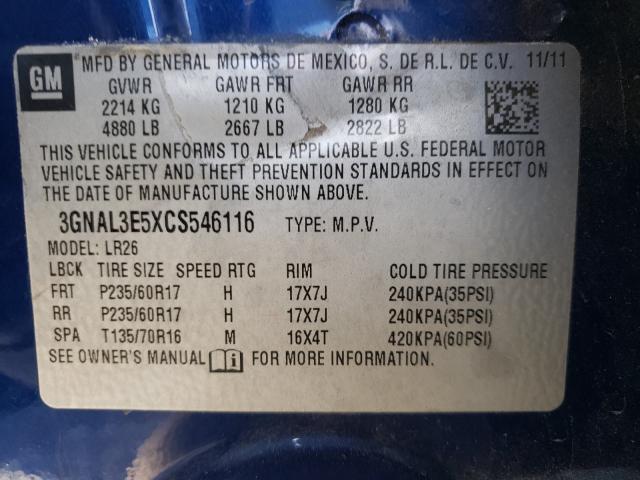 GM
MFD BY GENERAL MOTORS DE MEXICO, S. DE R.L. DE C.V. 11/11
GVWR GAWR FRT GAWR RR
2214 KG 1210 KG 1280 KG
4880 LB 2667 LB 2822 LB
THIS VEHICLE CONFORMS TO ALL APPLICABLE U.S. FEDERAL MOTOR
VEHICLE SAFETY AND THEFT PREVENTION STANDARDS IN EFFECT ON
THE DATE OF MANUFACTURE SHOWN ABOVE.
3GNAL3E5XCS546116 TYPE: M.P.V.
MODEL: LR26
LBCK TIRE SIZE SPEED RTG RIM COLD TIRE PRESSURE
FRT P235/60R17 H 17X7J 240KPA(35PSI)
RR P235/60R17 H 17X7J 240KPA(35PSI)
SPA T135/70R16 M 16X4T 420KPA(60PSI)
SEE OWNER'S MANUAL i FOR MORE INFORMATION.